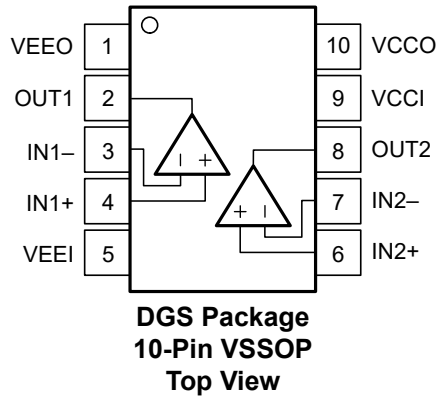 VEEO 1 10 VCCO
OUT1 2 9 VCCI
IN1– 3 – + 8 OUT2
IN1+ 4 + – 7 IN2–
VEEI 5 6 IN2+
DGS Package
10-Pin VSSOP
Top View